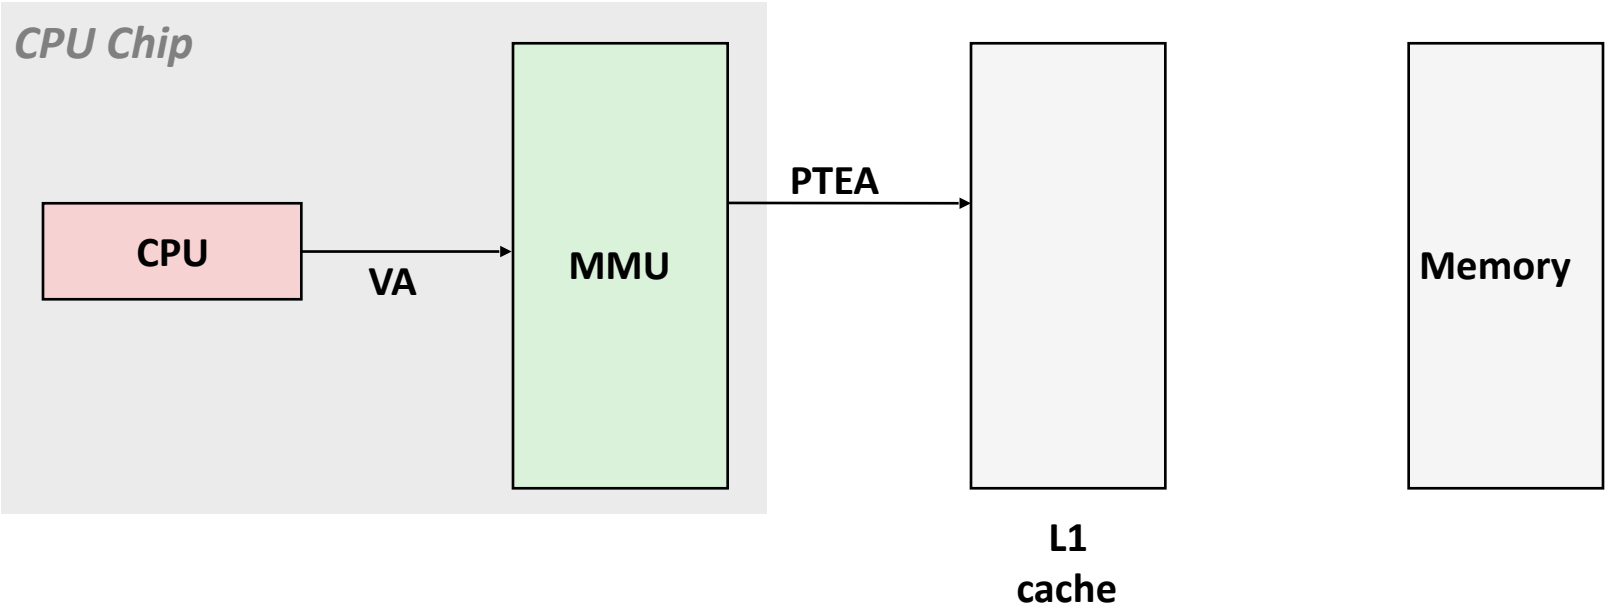 CPU Chip
PTEA
CPU
VA
MMU
Memory
L1
cache